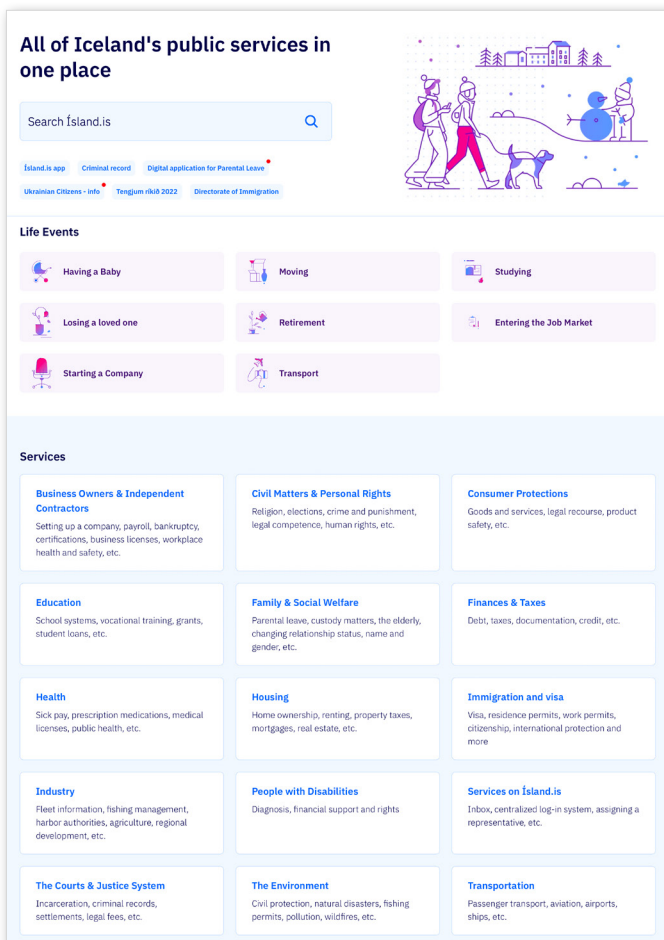 All of Iceland's public services in
one place
Search Ísland.is
Ísland.is app
Criminal record
Digital application for Parental Leave
Ukrainian Citizens - info
Tengjum ríkið 2022
Directorate of Immigration
Life Events
Having a Baby
Moving
Studying
Losing a loved one
Retirement
Entering the Job Market
Starting a Company
Transport
Services
Business Owners & Independent
Contractors
Setting up a company, payroll, bankruptcy,
certifications, business licenses, workplace
health and safety, etc.
Civil Matters & Personal Rights
Religion, elections, crime and punishment,
legal competence, human rights, etc.
Consumer Protections
Goods and services, legal recourse, product
safety, etc.
Education
School systems, vocational training, grants,
student loans, etc.
Family & Social Welfare
Parental leave, custody matters, the elderly,
changing relationship status, name and
gender, etc.
Finances & Taxes
Debt, taxes, documentation, credit, etc.
Health
Sick pay, prescription medications, medical
licenses, public health, etc.
Housing
Home ownership, renting, property taxes,
mortgages, real estate, etc.
Immigration and visa
Visa, residence permits, work permits,
citizenship, international protection and
more
Industry
Fleet information, fishing management,
harbor authorities, agriculture, regional
development, etc.
People with Disabilities
Diagnosis, financial support and rights
Services on Ísland.is
Inbox, centralized log-in system, assigning a
representative, etc.
The Courts & Justice System
Incarceration, criminal records,
settlements, legal fees, etc.
The Environment
Civil protection, natural disasters, fishing
permits, pollution, wildfires, etc.
Transportation
Passenger transport, aviation, airports,
ships, etc.